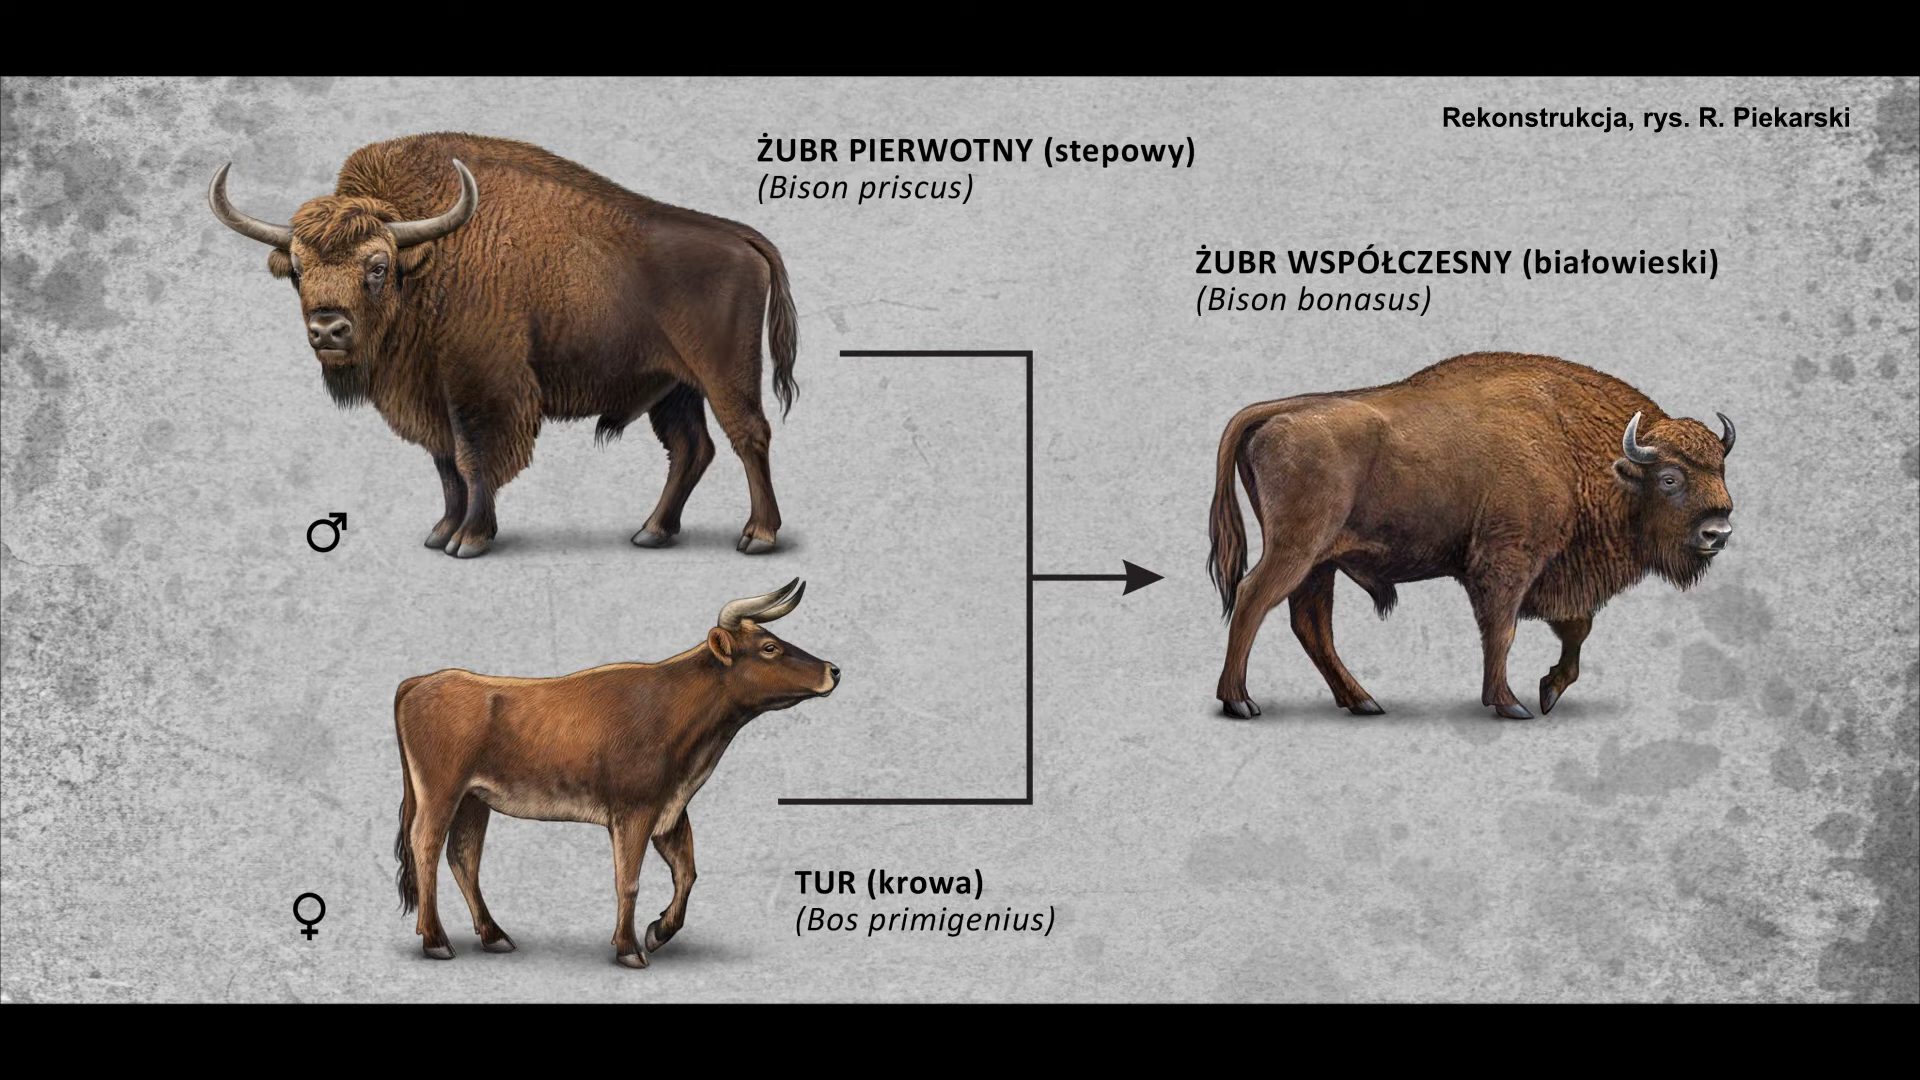 Rekonstrukcja, rys. R. Piekarski
ŻUBR PIERWOTNY (stepowy)
(Bison priscus)
ŻUBR WSPÓŁCZESNY (białowieski)
(Bison bonasus)
♂
♀
TUR (krowa)
(Bos primigenius)